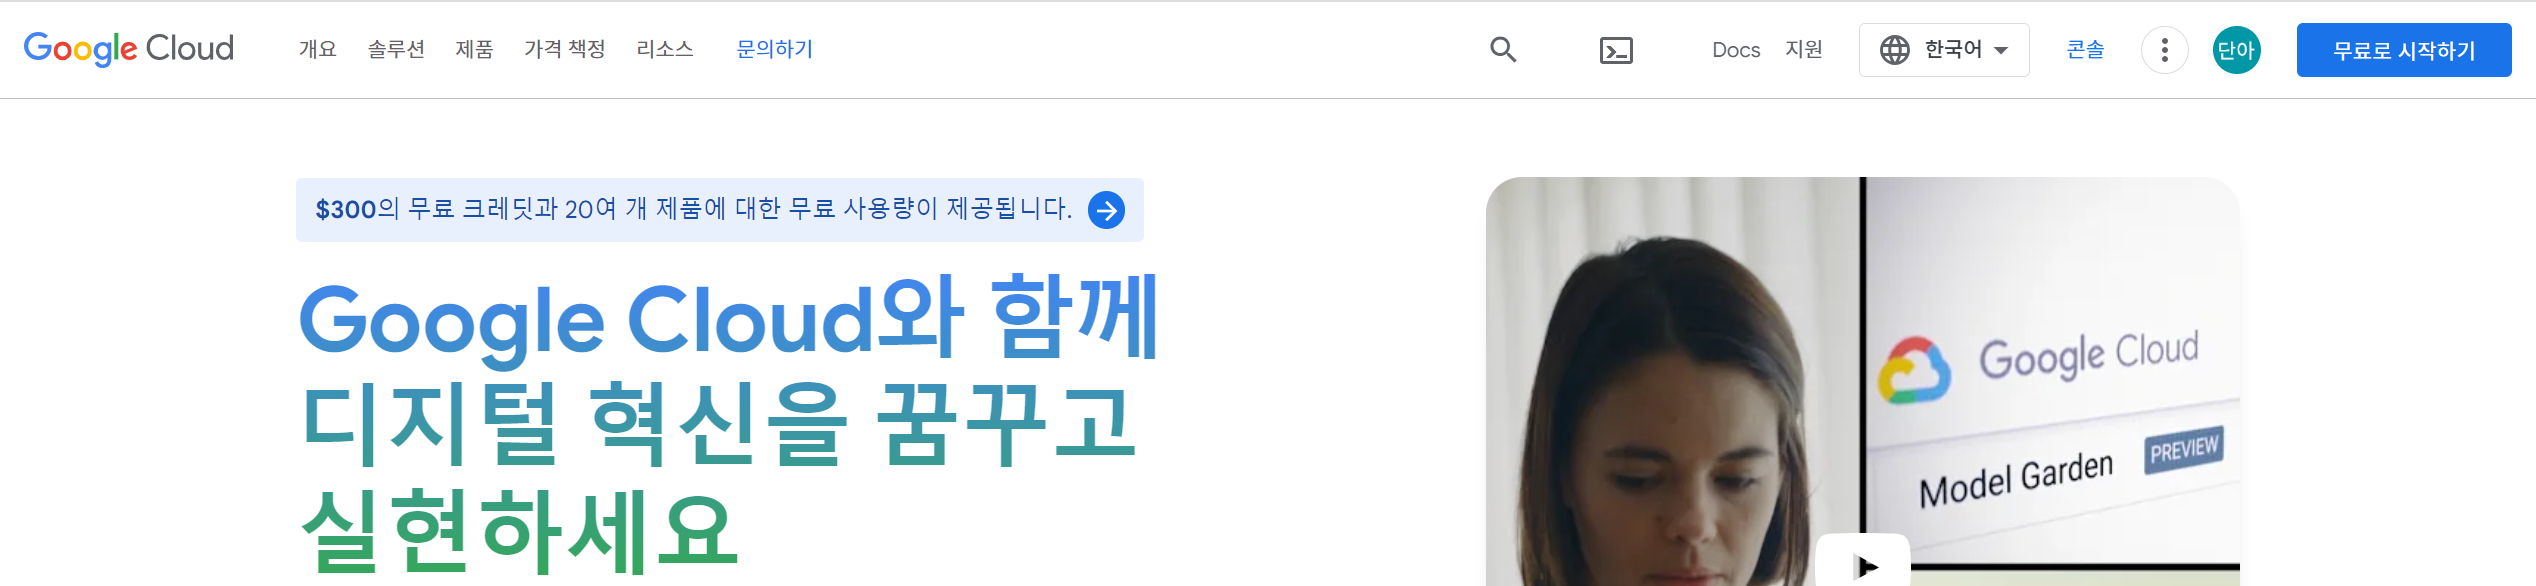 Google Cloud 개요 솔루션 제품 가격 책정 리소스 문의하기 Docs 지원 한국어 콘솔 단아 무료로 시작하기
$300의 무료 크레딧과 20여 개 제품에 대한 무료 사용량이 제공됩니다.
Google Cloud와 함께
디지털 혁신을 꿈꾸고
실현하세요
Google Cloud
Model Garden PREVIEW